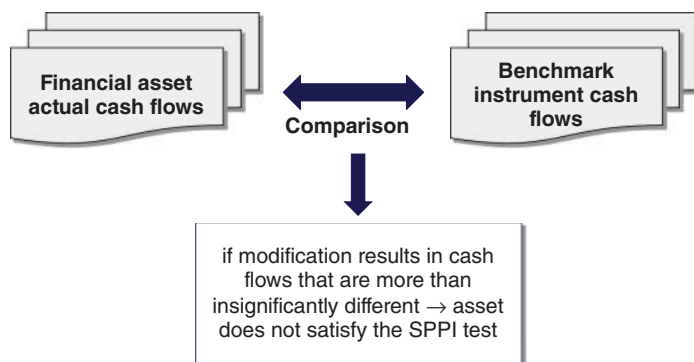 Financial asset
actual cash flows
Benchmark
instrument cash
flows
Comparison
if modification results in cash
flows that are more than
insignificantly different → asset
does not satisfy the SPPI test